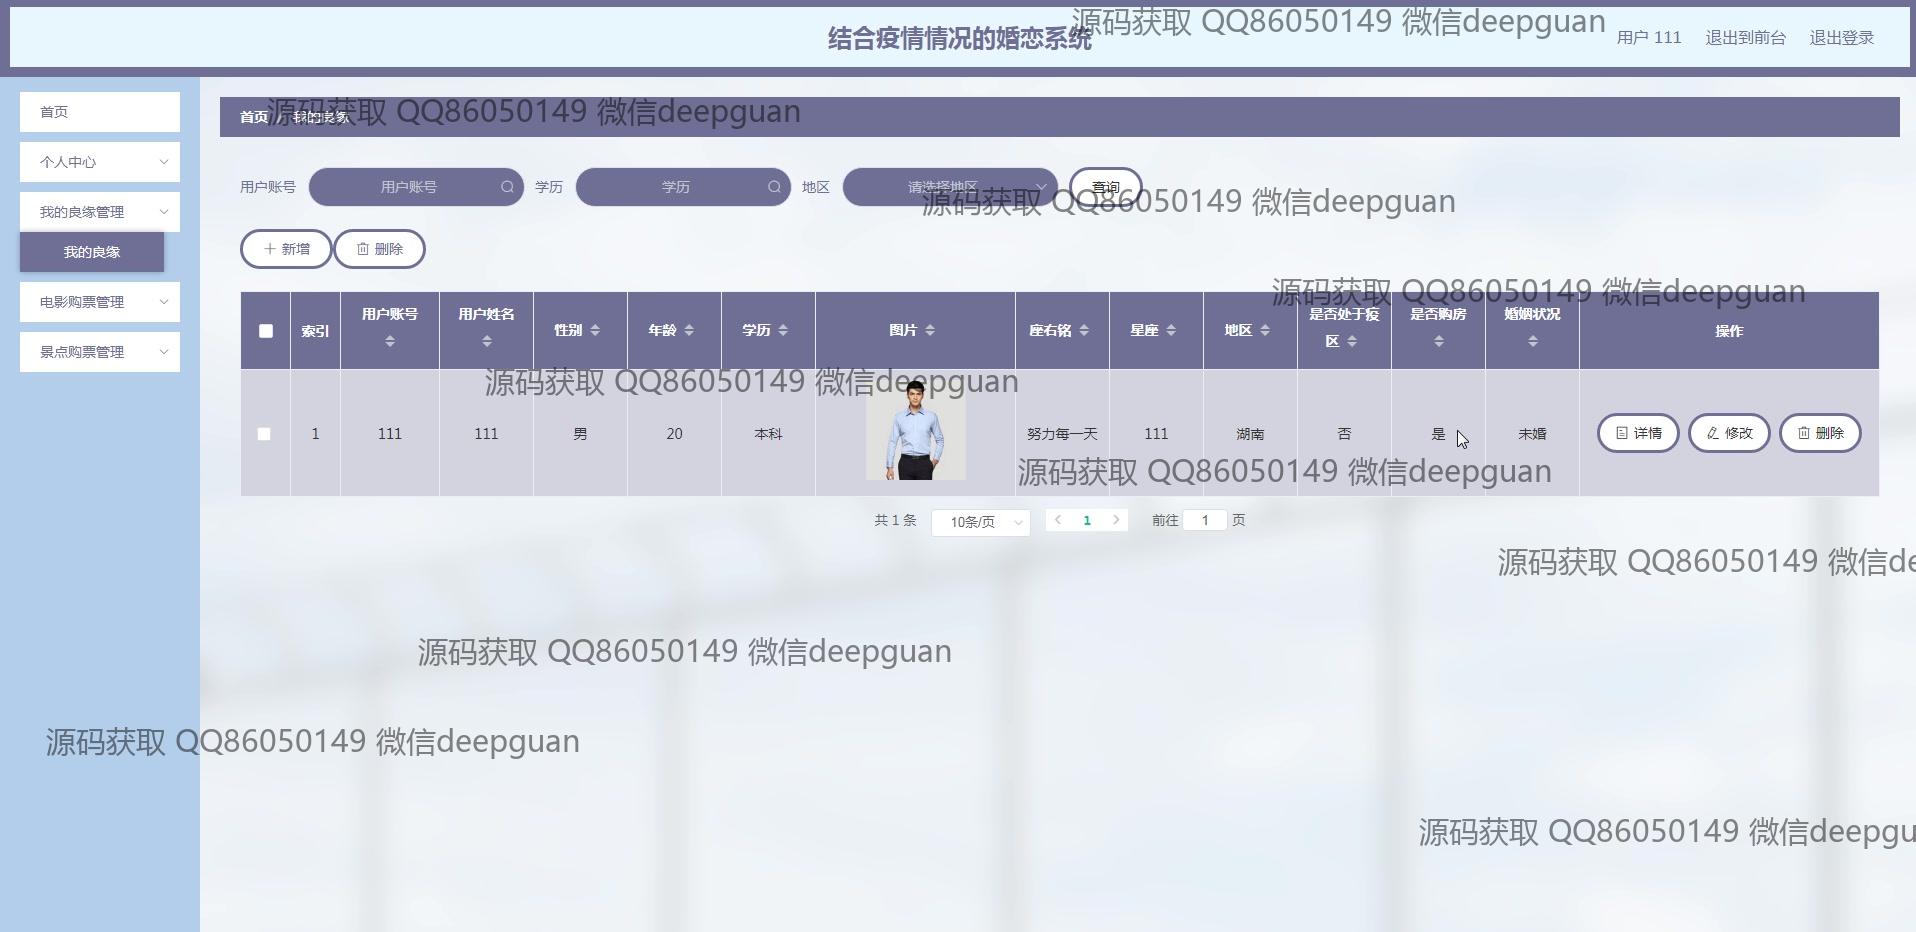 结合疫情情况的婚恋系统
源码获取 QQ86050149 微信deepguan
用户 111 退出到前台 退出登录
首页
个人中心
我的良缘管理
我的良缘
电影购票管理
景点购票管理
首页 / 我的良缘
源码获取 QQ86050149 微信deepguan
用户账号 用户账号 学历 学历 地区 请选择地区 查询
源码获取 QQ86050149 微信deepguan
新增 删除
源码获取 QQ86050149 微信deepguan
索引 用户账号 用户姓名 性别 年龄 学历 图片 座右铭 星座 地区 是否处于疫区 是否购房 婚姻状况 操作
源码获取 QQ86050149 微信deepguan
1 111 111 男 20 本科 努力每一天 111 湖南 否 是 未婚 详情 修改 删除
源码获取 QQ86050149 微信deepguan
共 1 条 10条/页 1 前往 1 页
源码获取 QQ86050149 微信de
源码获取 QQ86050149 微信deepguan
源码获取 QQ86050149 微信deepguan
源码获取 QQ86050149 微信deepgu